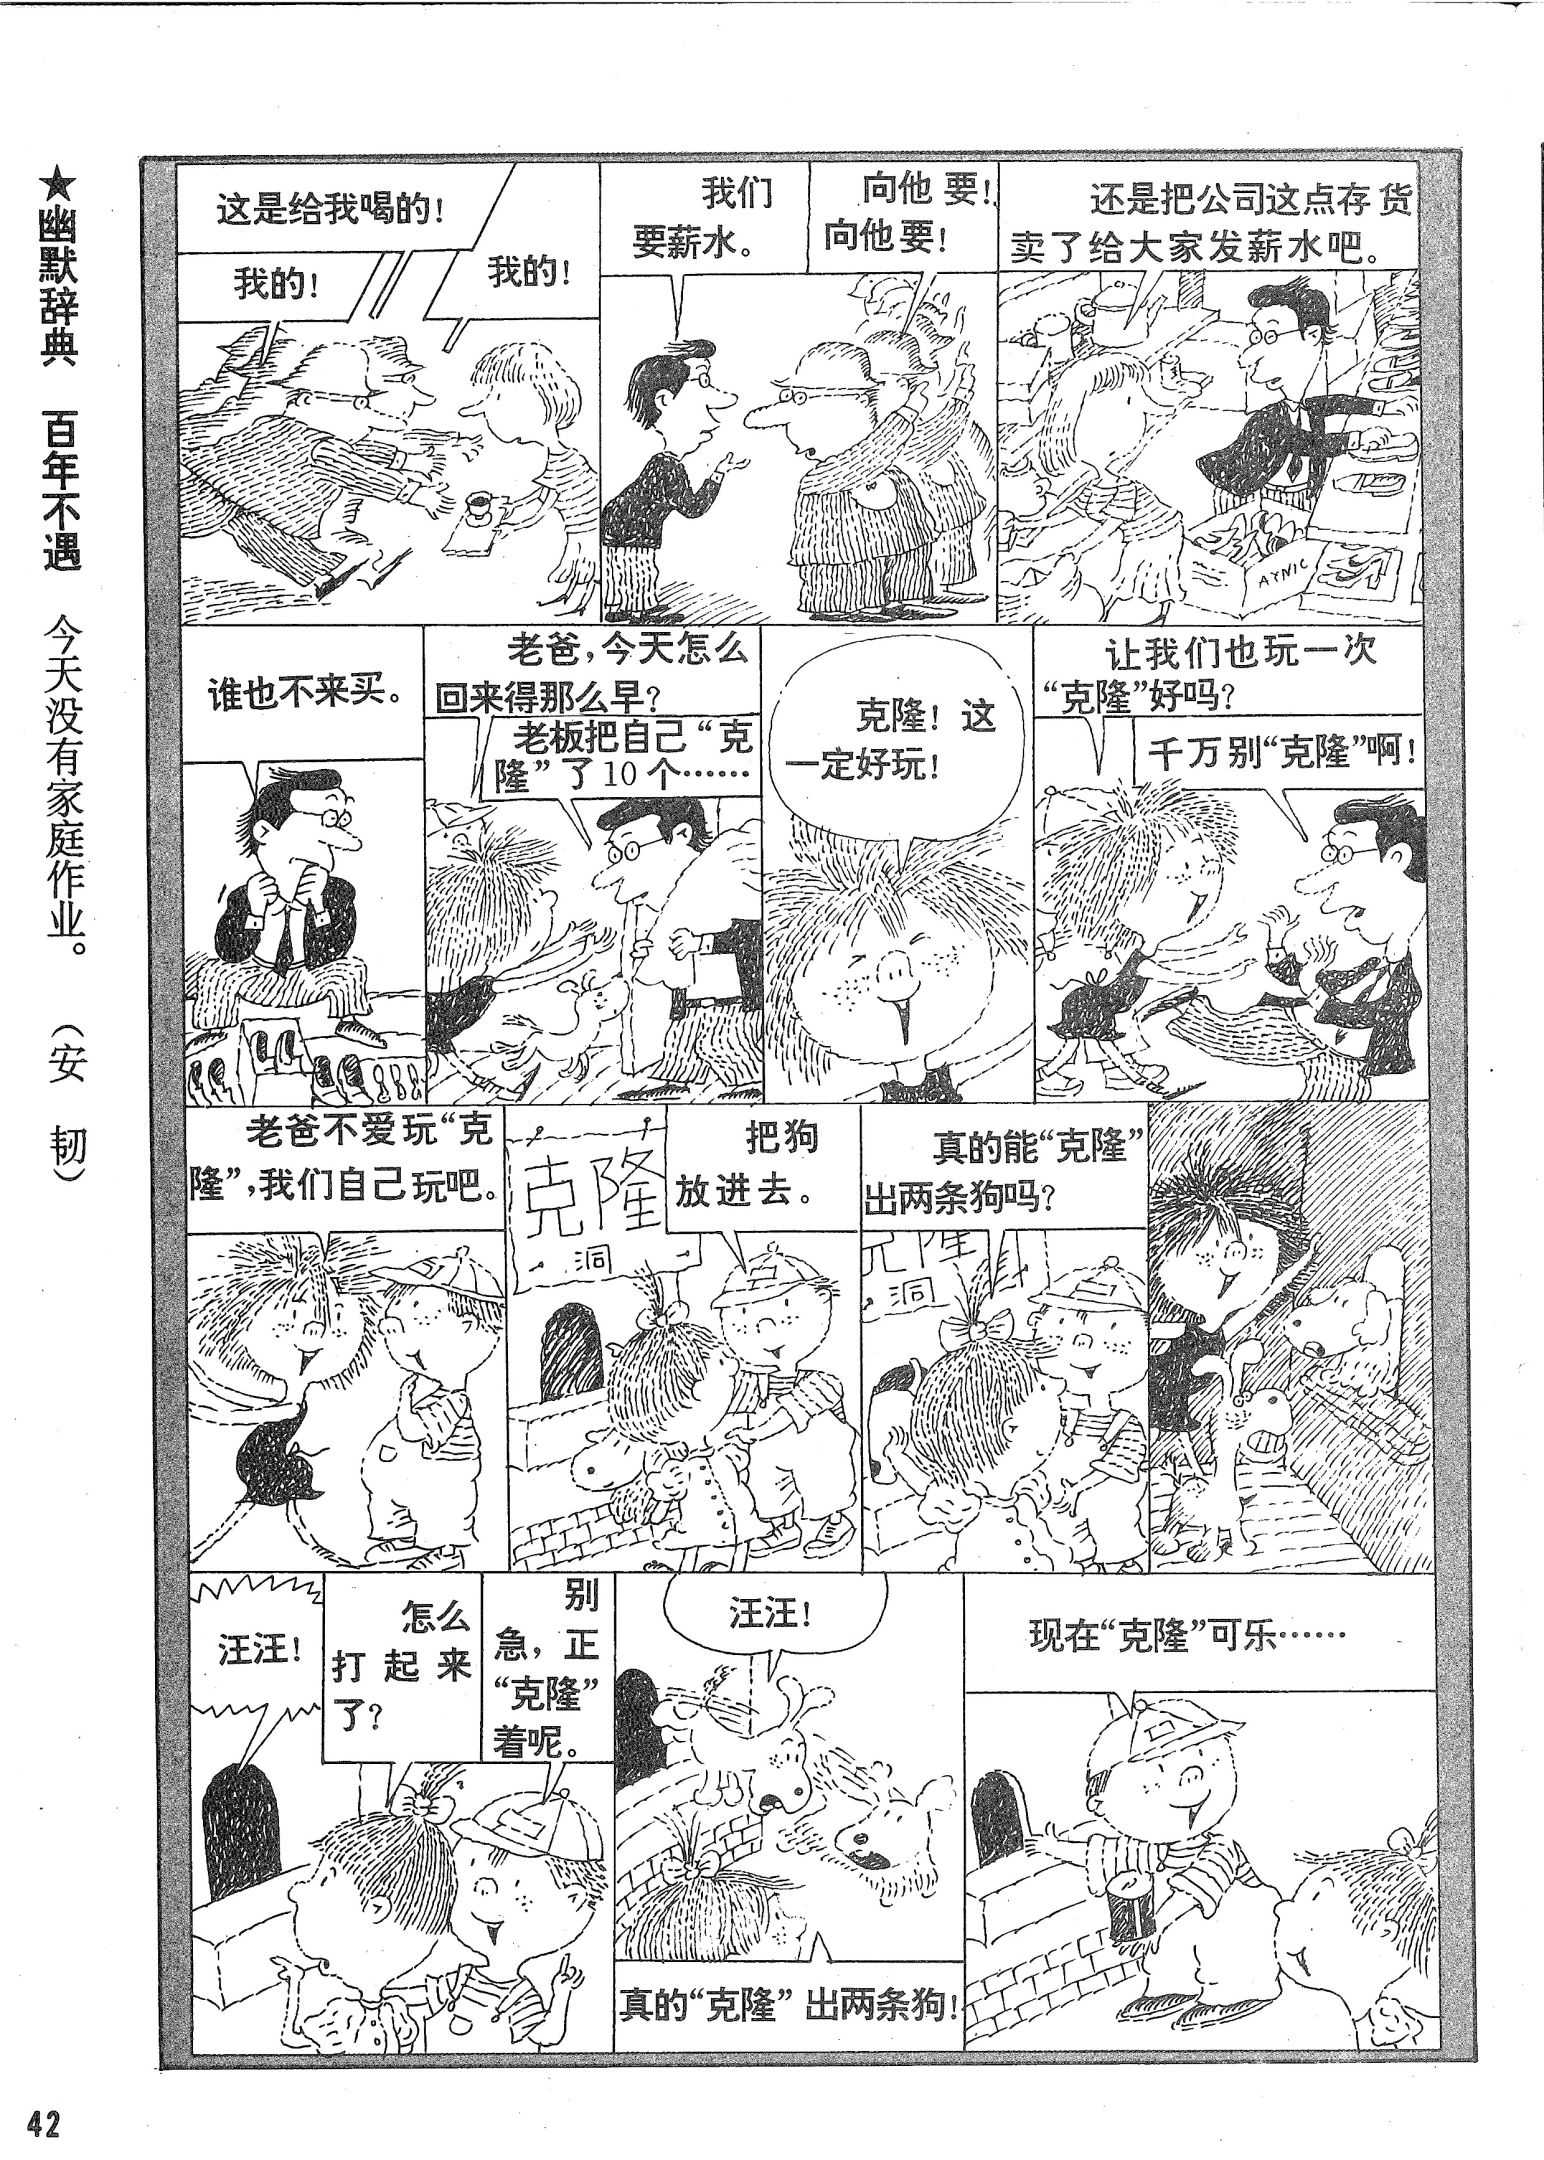 ★幽默辞典 百年不遇 今天没有家庭作业。 (安 韧)
这是给我喝的!
我的!
我的!
我们
要薪水。
向他要!
向他要!
还是把公司这点存货
卖了给大家发薪水吧。
AYNIC
谁也不来买。
老爸,今天怎么
回来得那么早?
老板把自己“克
隆”了10个……
克隆! 这
一定好玩!
让我们也玩一次
“克隆”好吗?
千万别“克隆”啊!
老爸不爱玩“克
隆”,我们自己玩吧。
克隆
洞
把狗
放进去。
真的能“克隆”
出两条狗吗?
克隆
洞
汪汪!
怎么
打起来
了?
别
急,正
“克隆”
着呢。
汪汪!
真的“克隆”出两条狗!
现在“克隆”可乐……
42